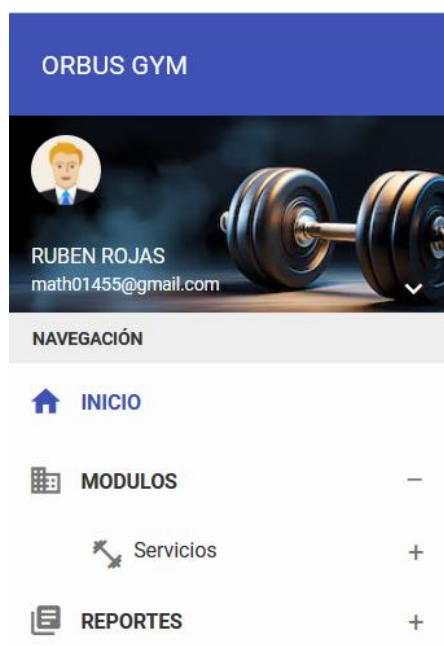 ORBUS GYM
RUBEN ROJAS
math01455@gmail.com
NAVEGACIÓN
INICIO
MODULOS
Servicios
REPORTES